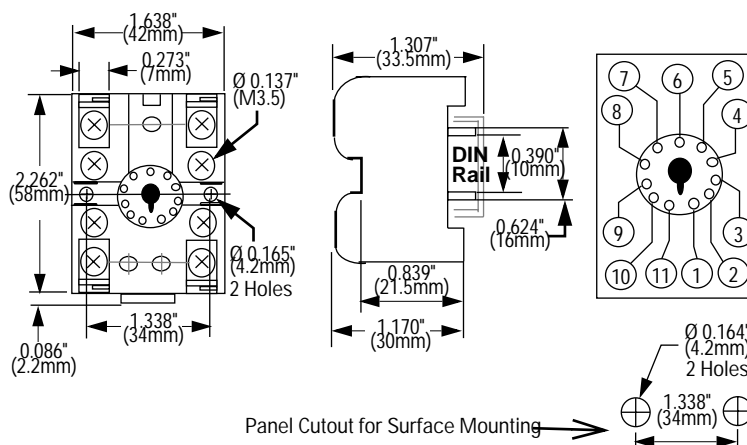 1.638"
(42mm)
0.273"
(7mm)
Ø 0.137"
(M3.5)
2.262"
(58mm)
Ø 0.165"
(4.2mm)
2 Holes
1.338"
(34mm)
0.086"
(2.2mm)
1.307"
(33.5mm)
DIN
Rail
0.390"
(10mm)
0.624"
(16mm)
0.839"
(21.5mm)
1.170"
(30mm)
7
6
5
8
4
9
3
10
11
1
2
Ø 0.164"
(4.2mm)
2 Holes
1.338"
(34mm)
Panel Cutout for Surface Mounting